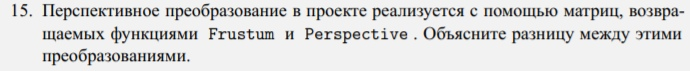 15. Перспективное преобразование в проекте реализуется с помощью матриц, возвра-
щаемых функциями Frustum и Perspective . Объясните разницу между этими
преобразованиями.